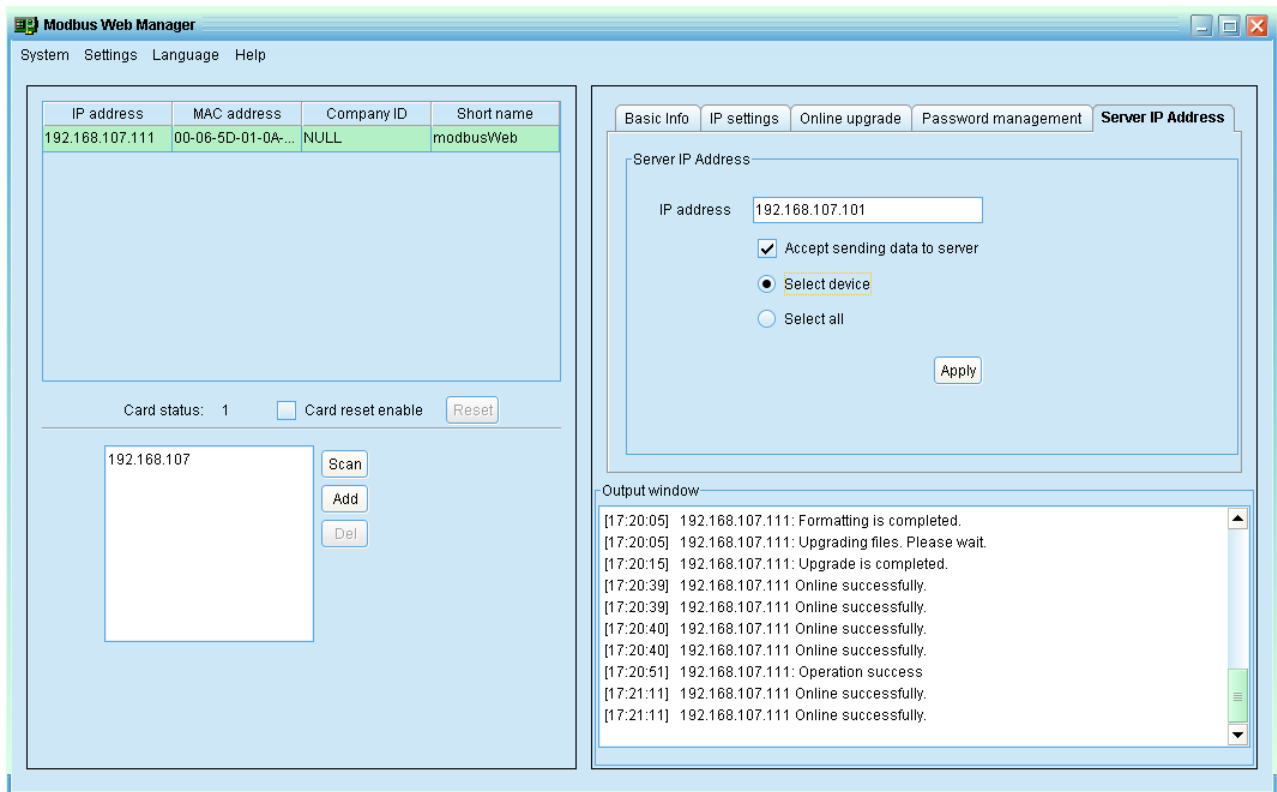 Modbus Web Manager
System Settings Language Help
IP address MAC address Company ID Short name
192.168.107.111 00-06-5D-01-0A-... NULL modbusWeb
Card status: 1 Card reset enable Reset
192.168.107
Scan
Add
Del
Basic Info IP settings Online upgrade Password management Server IP Address
Server IP Address
IP address 192.168.107.101
Accept sending data to server
Select device
Select all
Apply
Output window
[17:20:05] 192.168.107.111: Formatting is completed.
[17:20:05] 192.168.107.111: Upgrading files. Please wait.
[17:20:15] 192.168.107.111: Upgrade is completed.
[17:20:39] 192.168.107.111 Online successfully.
[17:20:39] 192.168.107.111 Online successfully.
[17:20:40] 192.168.107.111 Online successfully.
[17:20:40] 192.168.107.111 Online successfully.
[17:20:51] 192.168.107.111: Operation success
[17:21:11] 192.168.107.111 Online successfully.
[17:21:11] 192.168.107.111 Online successfully.